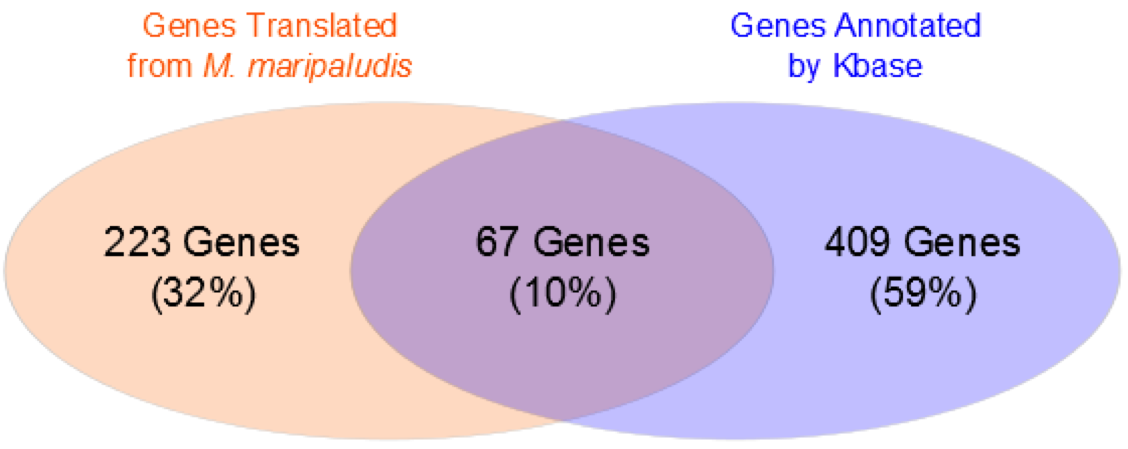 Genes Translated
from M. maripaludis
Genes Annotated
by Kbase
223 Genes
(32%)
67 Genes
(10%)
409 Genes
(59%)